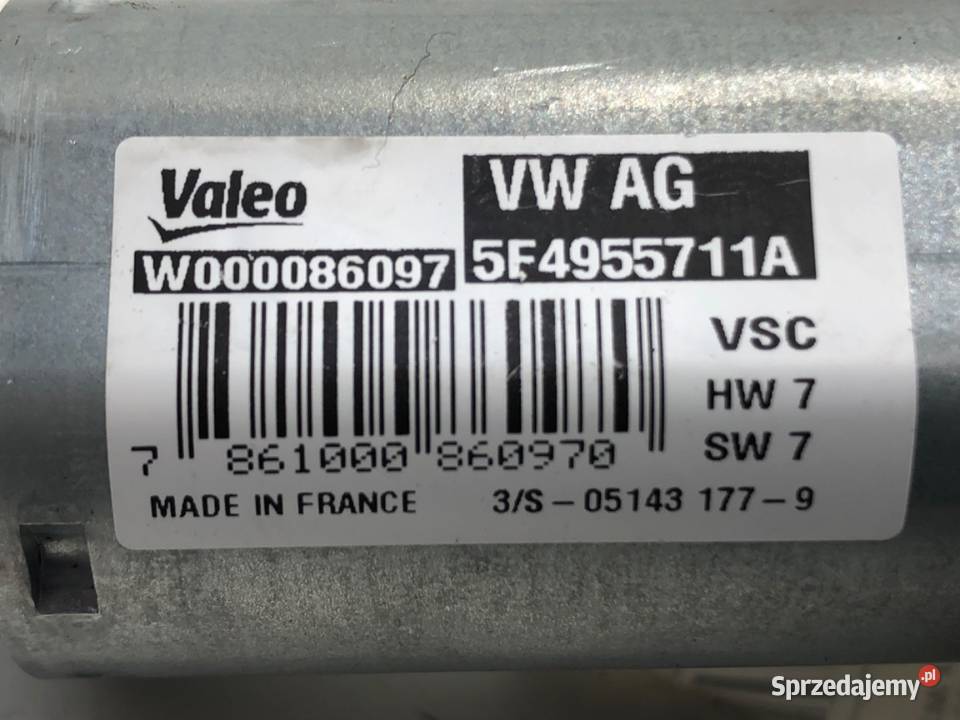 Valeo
VW AG
W000086097
5F4955711A
VSC
HW 7
SW 7
7 861000 860970
MADE IN FRANCE
3/S-05143 177-9
Sprzedajemy.pl